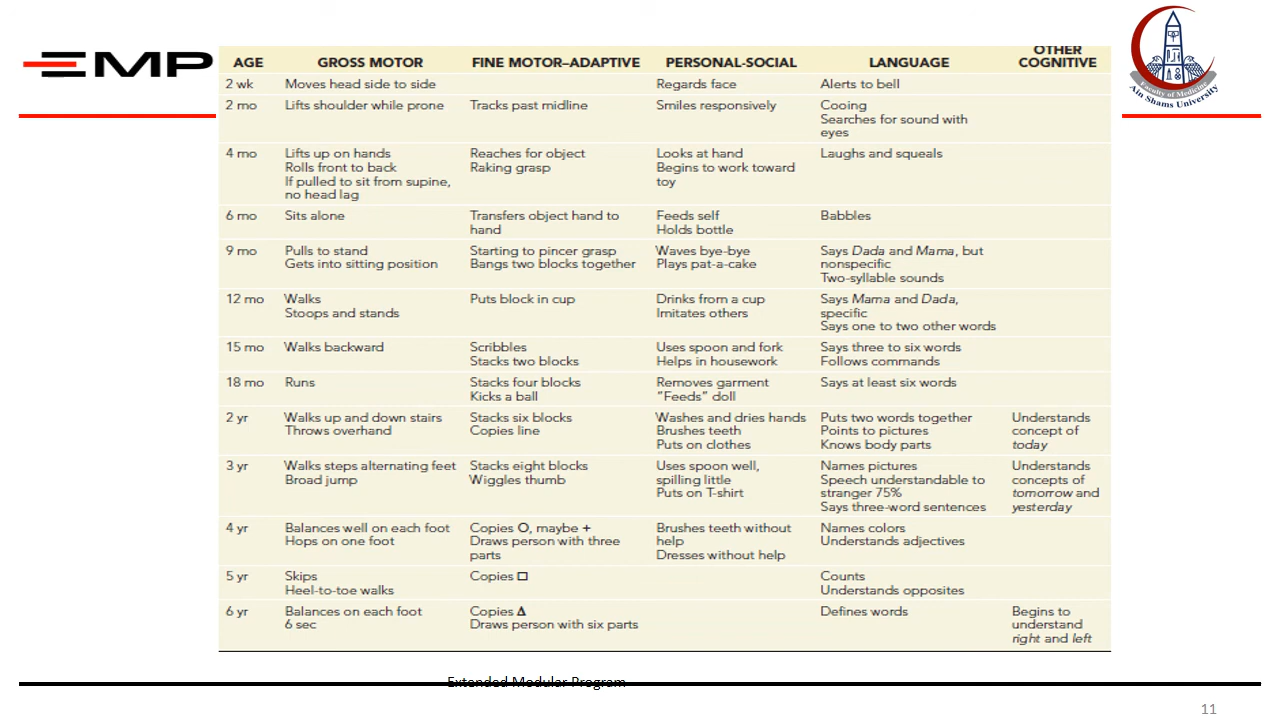 EMP
Faculty of Medicine
Ain Shams University
AGE GROSS MOTOR FINE MOTOR–ADAPTIVE PERSONAL-SOCIAL LANGUAGE OTHER COGNITIVE
2 wk Moves head side to side Regards face Alerts to bell
2 mo Lifts shoulder while prone Tracks past midline Smiles responsively Cooing
Searches for sound with
eyes
4 mo Lifts up on hands Reaches for object Looks at hand Laughs and squeals
Rolls front to back Raking grasp Begins to work toward
If pulled to sit from supine, toy
no head lag
6 mo Sits alone Transfers object hand to Feeds self Babbles
hand Holds bottle
9 mo Pulls to stand Starting to pincer grasp Waves bye-bye Says Dada and Mama, but
Gets into sitting position Bangs two blocks together Plays pat-a-cake nonspecific
Two-syllable sounds
12 mo Walks Puts block in cup Drinks from a cup Says Mama and Dada,
Stoops and stands Imitates others specific
Says one to two other words
15 mo Walks backward Scribbles Uses spoon and fork Says three to six words
Stacks two blocks Helps in housework Follows commands
18 mo Runs Stacks four blocks Removes garment Says at least six words
Kicks a ball "Feeds" doll
2 yr Walks up and down stairs Stacks six blocks Washes and dries hands Puts two words together Understands
Throws overhand Copies line Brushes teeth Points to pictures concept of
Puts on clothes Knows body parts today
3 yr Walks steps alternating feet Stacks eight blocks Uses spoon well, Names pictures Understands
Broad jump Wiggles thumb spilling little Speech understandable to concepts of
Puts on T-shirt stranger 75% tomorrow and
Says three-word sentences yesterday
4 yr Balances well on each foot Copies O, maybe + Brushes teeth without Names colors
Hops on one foot Draws person with three help Understands adjectives
parts Dresses without help
5 yr Skips Copies □ Counts
Heel-to-toe walks Understands opposites
6 yr Balances on each foot Copies Δ Defines words Begins to
6 sec Draws person with six parts understand
right and left
Extended Modular Program
11